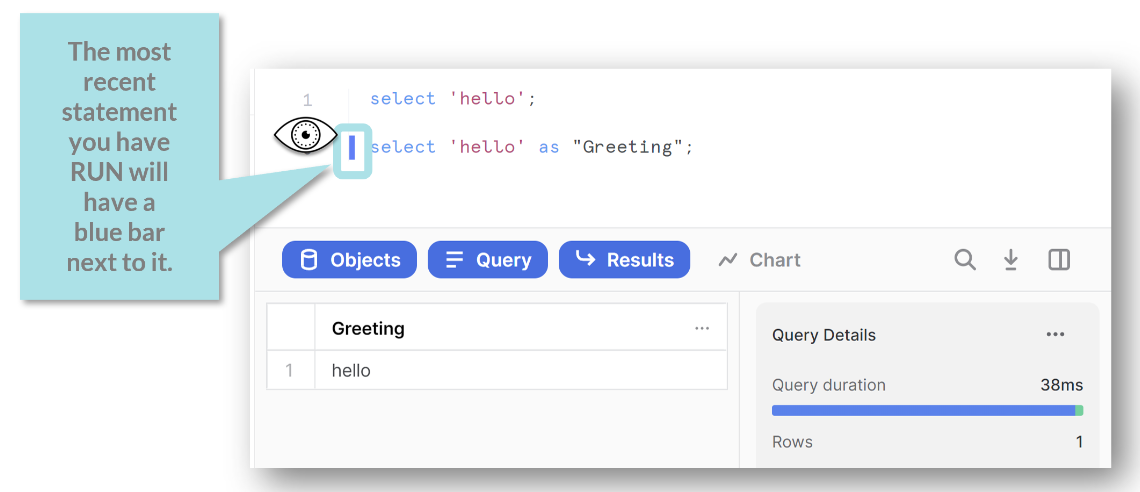 The most
recent
statement
you have
RUN will
have a
blue bar
next to it.
1
select 'hello';
select 'hello' as "Greeting";
Objects
Query
Results
Chart
Greeting ...
1 hello
Query Details ...
Query duration 38ms
Rows 1